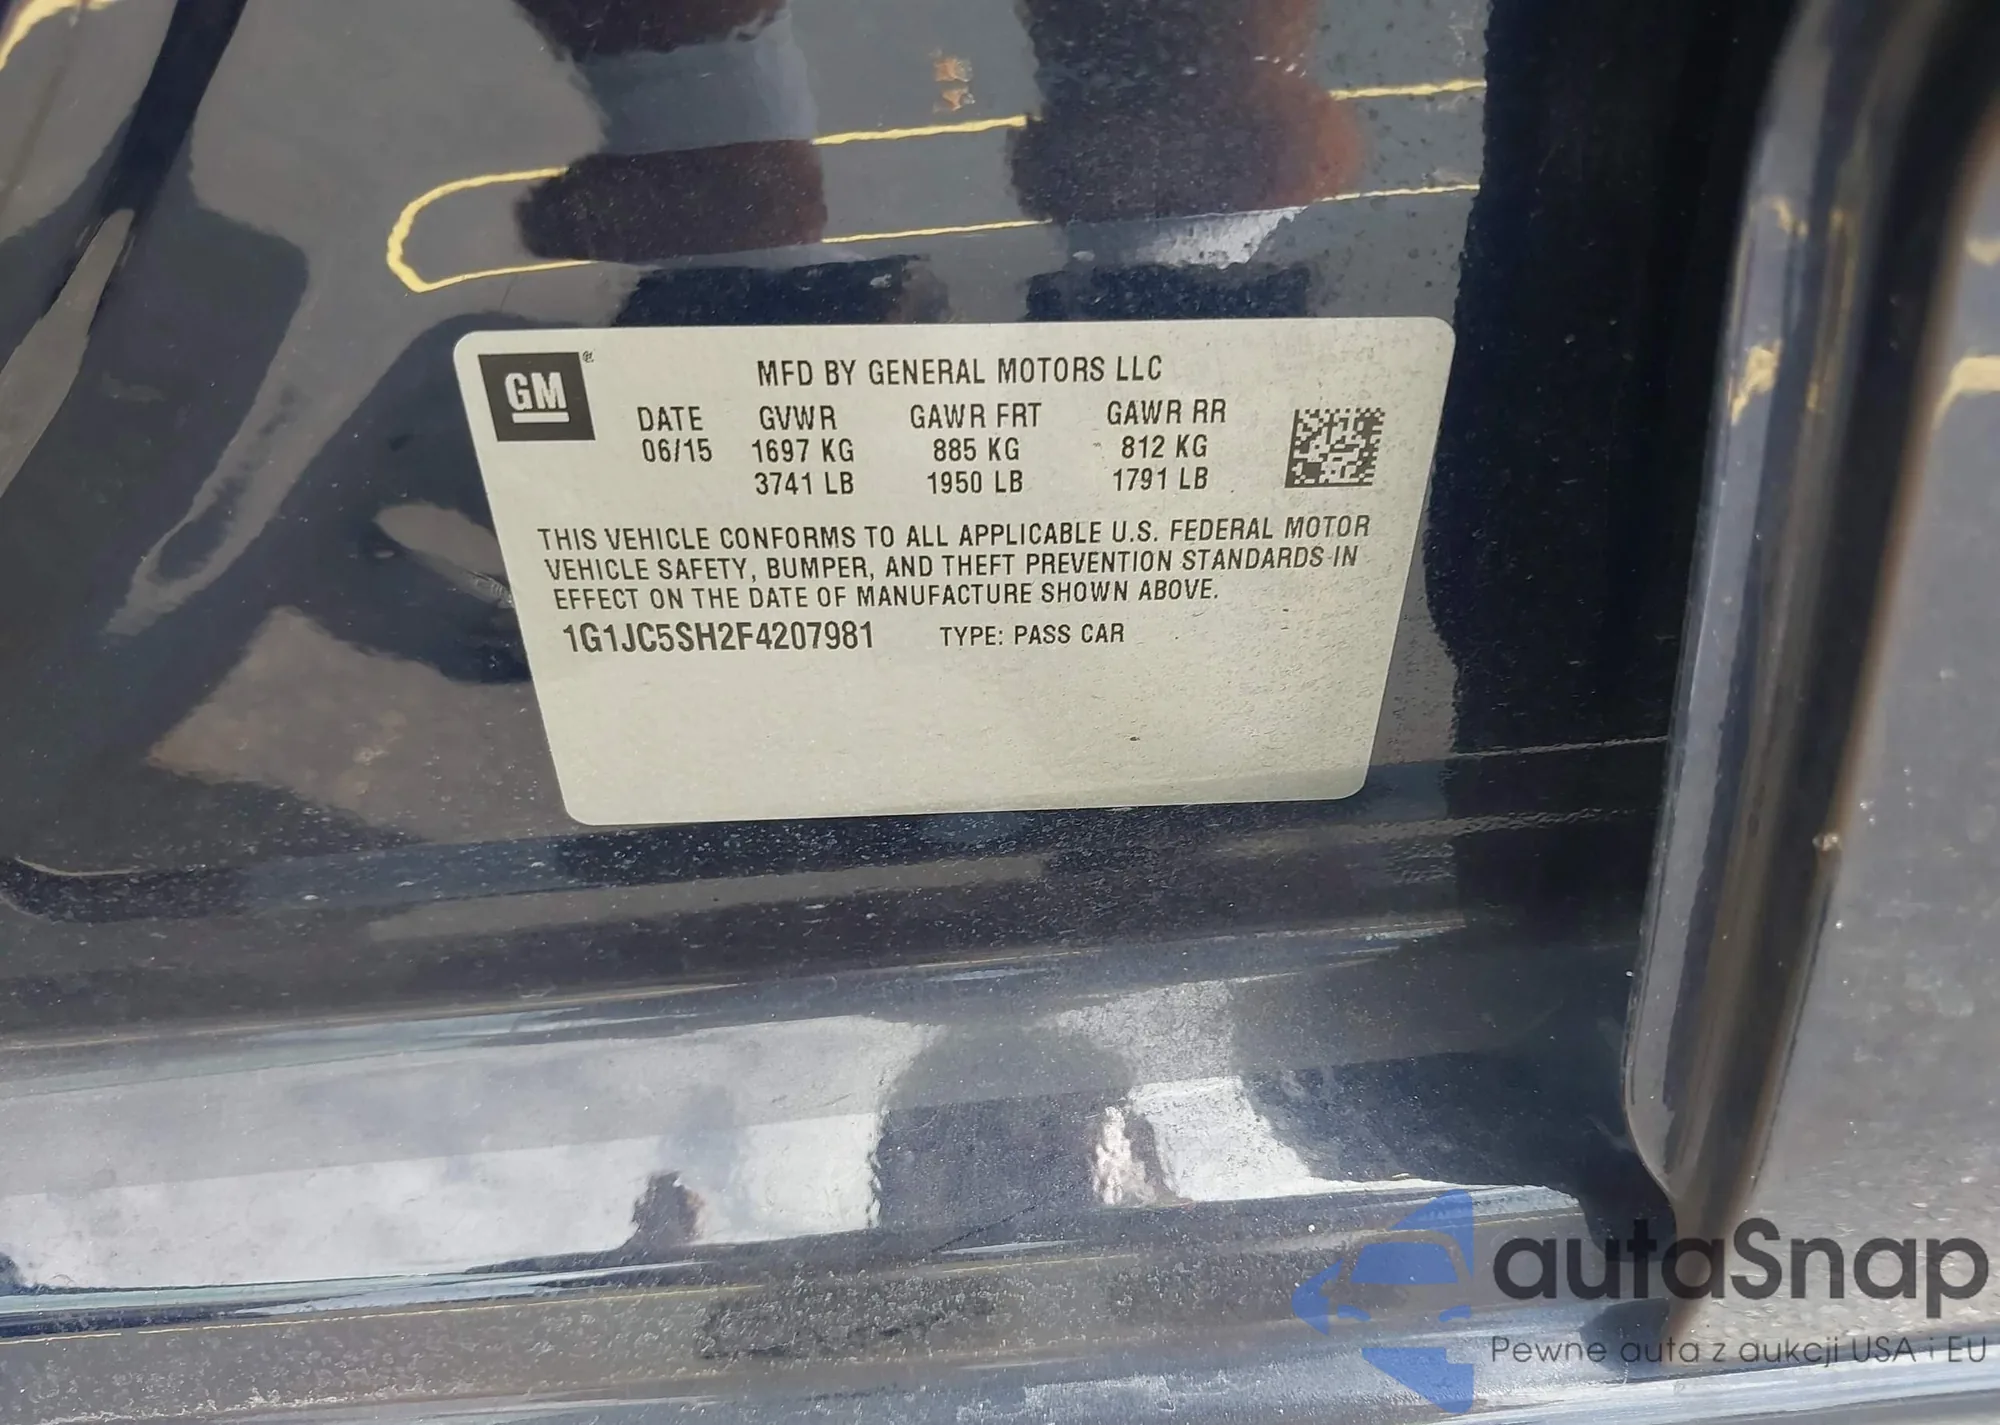 GM ®
MFD BY GENERAL MOTORS LLC
DATE GVWR GAWR FRT GAWR RR
06/15 1697 KG 885 KG 812 KG
3741 LB 1950 LB 1791 LB
THIS VEHICLE CONFORMS TO ALL APPLICABLE U.S. FEDERAL MOTOR
VEHICLE SAFETY, BUMPER, AND THEFT PREVENTION STANDARDS IN
EFFECT ON THE DATE OF MANUFACTURE SHOWN ABOVE.
1G1JC5SH2F4207981 TYPE: PASS CAR
autaSnap
Pewne auta z aukcji USA i EU